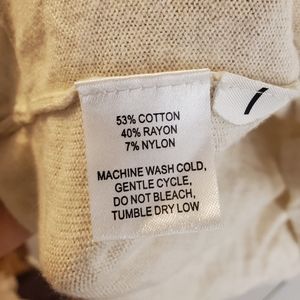 53% COTTON
40% RAYON
7% NYLON
MACHINE WASH COLD,
GENTLE CYCLE,
DO NOT BLEACH,
TUMBLE DRY LOW